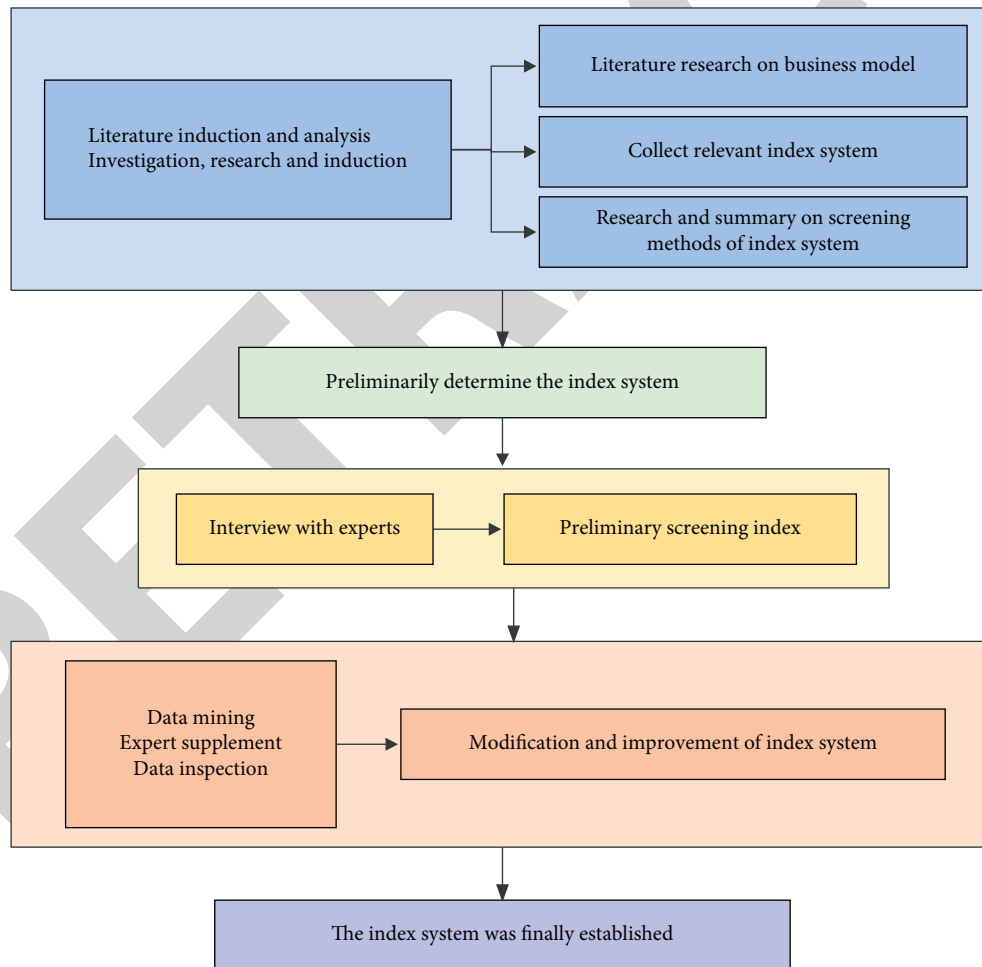 Literature induction and analysis
Investigation, research and induction
Literature research on business model
Collect relevant index system
Research and summary on screening
methods of index system
Preliminarily determine the index system
Interview with experts
Preliminary screening index
Data mining
Expert supplement
Data inspection
Modification and improvement of index system
The index system was finally established